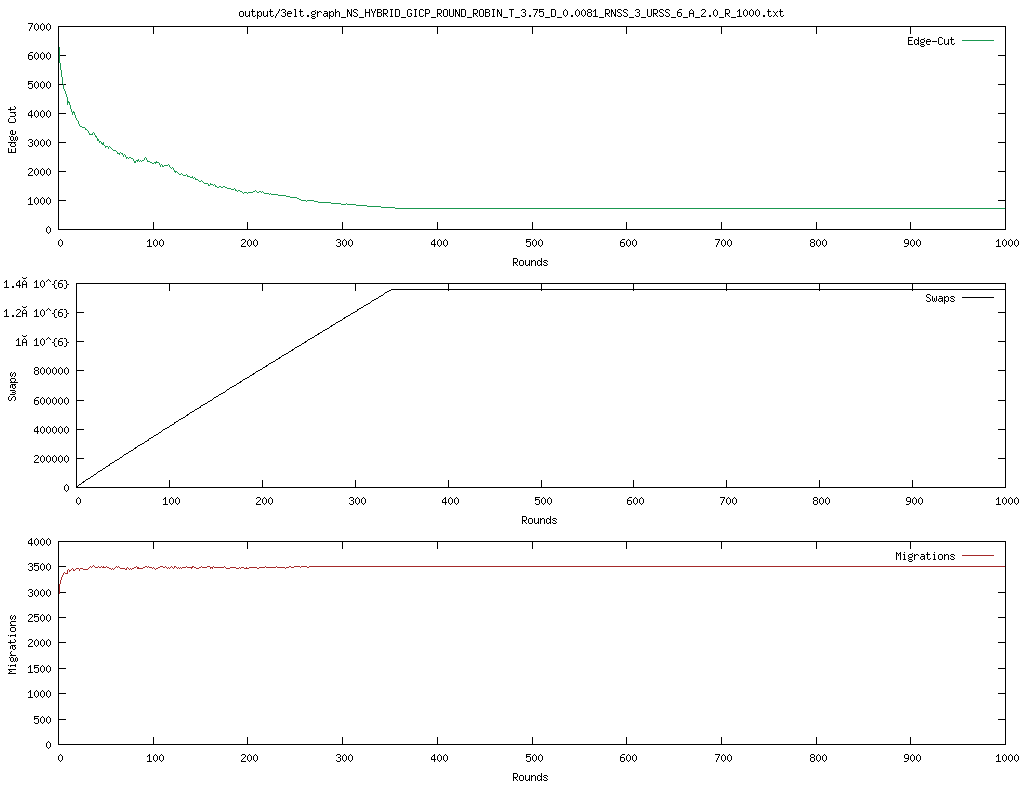 output/3elt.graph_NS_HYBRID_GICP_ROUND_ROBIN_T_3.75_D_0.0081_RNSS_3_URSS_6_A_2.0_R_1000.txt
7000
6000
5000
4000
3000
2000
1000
0
Edge Cut
Edge-Cut
0 100 200 300 400 500 600 700 800 900 1000
Rounds
1.4Ã 10^{6}
1.2Ã 10^{6}
1Ã 10^{6}
800000
600000
400000
200000
0
Swaps
Swaps
0 100 200 300 400 500 600 700 800 900 1000
Rounds
4000
3500
3000
2500
2000
1500
1000
500
0
Migrations
Migrations
0 100 200 300 400 500 600 700 800 900 1000
Rounds